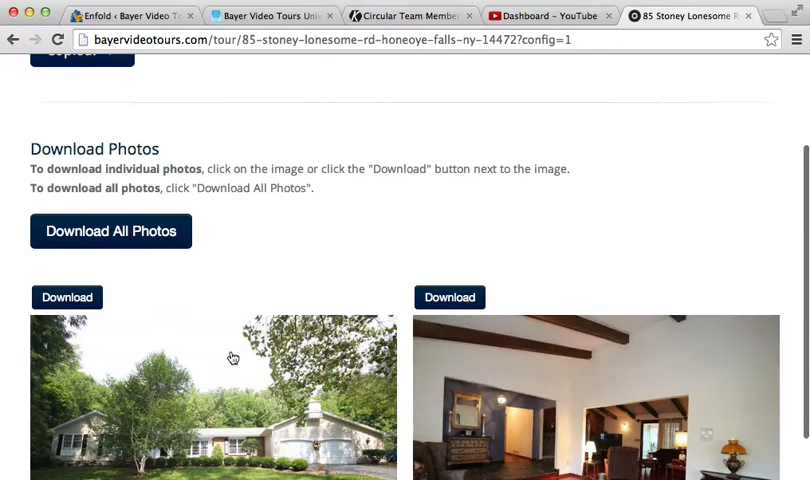 Enfold ‹ Bayer Video T
Bayer Video Tours Uni
Circular Team Member
Dashboard - YouTube
85 Stoney Lonesome R
bayervideotours.com/tour/85-stoney-lonesome-rd-honeoye-falls-ny-14472?config=1
Download Photos
To download individual photos, click on the image or click the "Download" button next to the image.
To download all photos, click "Download All Photos".
Download All Photos
Download
Download